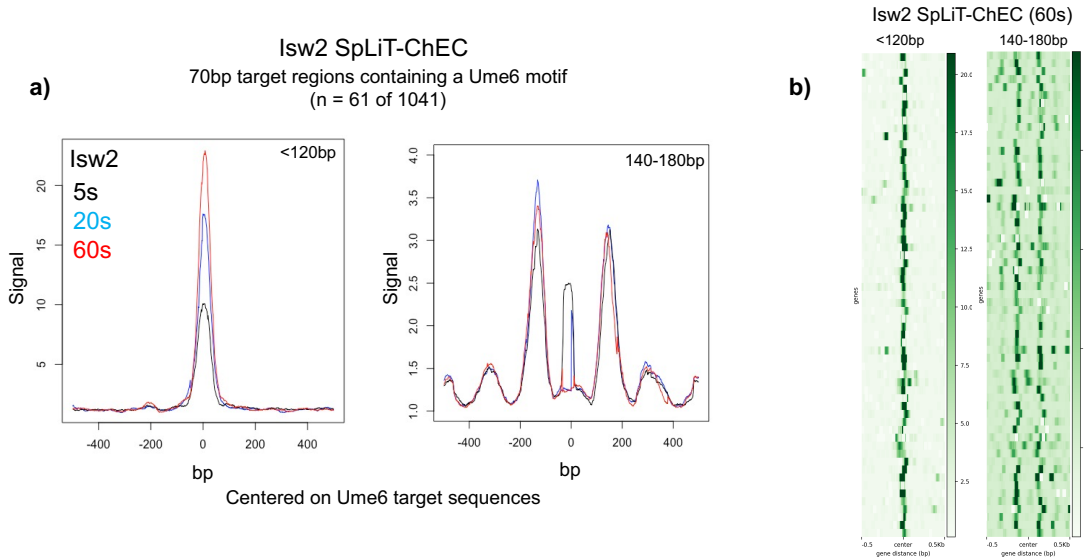 Isw2 SpLiT-ChEC
70bp target regions containing a Ume6 motif
(n = 61 of 1041)
a)
<120bp
Isw2
5s
20s
60s
Signal
5
10
15
20
-400
-200
0
200
400
bp
140-180bp
Signal
1.0
1.5
2.0
2.5
3.0
3.5
4.0
-400
-200
0
200
400
bp
Centered on Ume6 target sequences
b)
Isw2 SpLiT-ChEC (60s)
<120bp
140-180bp
genes
20.0
17.5
15.0
12.5
10.0
7.5
5.0
2.5
-0.5
center
0.5Kb
gene distance (bp)
genes
-0.5
center
0.5Kb
gene distance (bp)